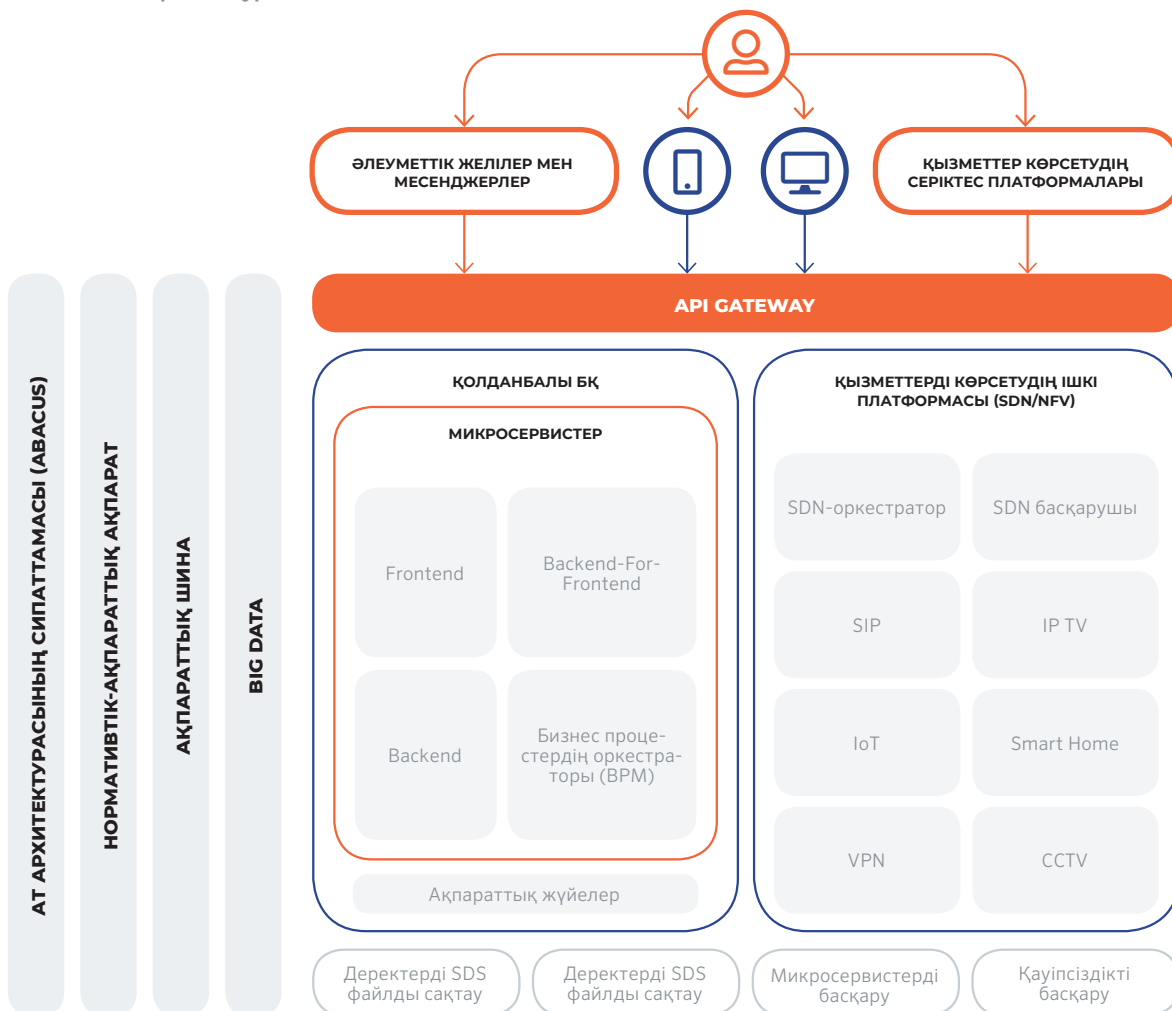 ӘЛЕУМЕТТІК ЖЕЛІЛЕР МЕН
МЕСЕНДЖЕРЛЕР
ҚЫЗМЕТТЕР КӨРСЕТУДІҢ
СЕРІКТЕС ПЛАТФОРМАЛАРЫ
API GATEWAY
АТ АРХИТЕКТУРАСЫНЫҢ СИПАТТАМАСЫ (ABACUS)
НОРМАТИВТІК-АҚПАРАТТЫҚ АҚПАРАТ
АҚПАРАТТЫҚ ШИНА
BIG DATA
ҚОЛДАНБАЛЫ БҚ
МИКРОСЕРВИСТЕР
Frontend
Backend-For-
Frontend
Backend
Бизнес проце-
стердің оркестра-
торы (BPM)
Ақпараттық жүйелер
ҚЫЗМЕТТЕРДІ КӨРСЕТУДІҢ ІШКІ
ПЛАТФОРМАСЫ (SDN/NFV)
SDN-оркестратор
SDN басқарушы
SIP
IP TV
IoT
Smart Home
VPN
CCTV
Деректерді SDS
файлды сақтау
Деректерді SDS
файлды сақтау
Микросервистерді
басқару
Қауіпсіздікті
басқару